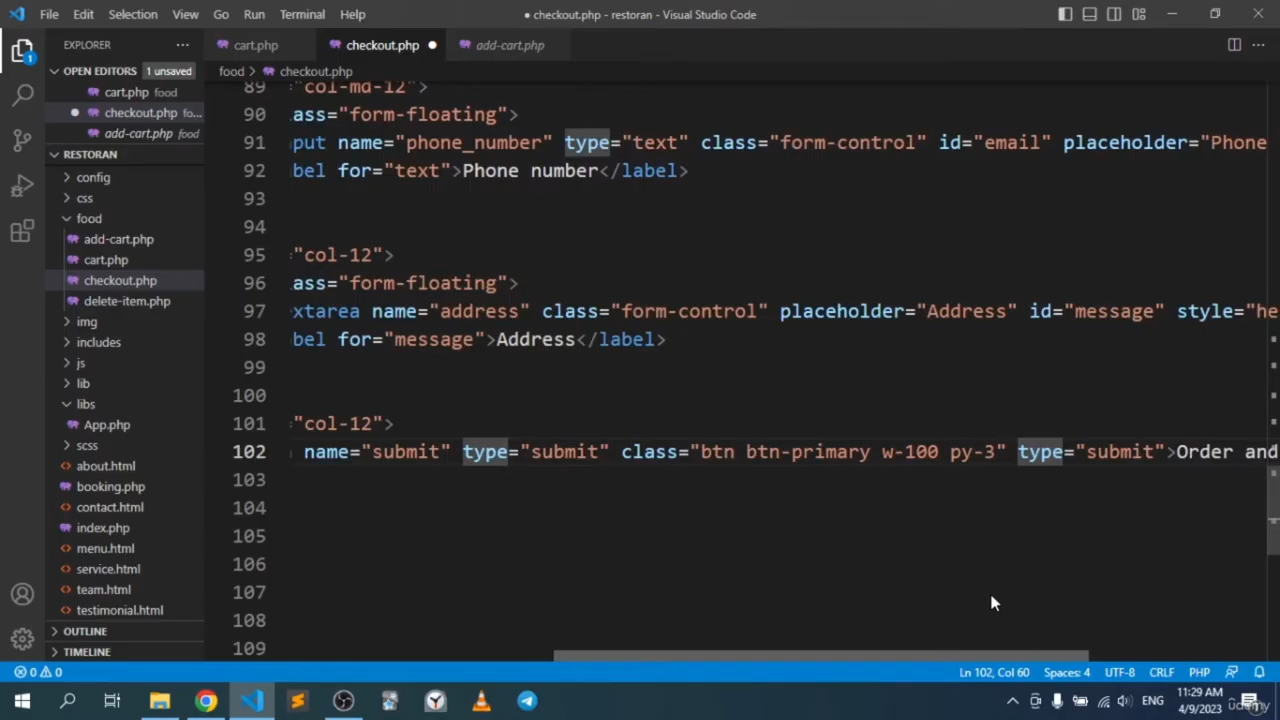 File Edit Selection View Go Run Terminal Help ● checkout.php - restoran - Visual Studio Code
EXPLORER ··· cart.php checkout.php ● add-cart.php
OPEN EDITORS 1 unsaved
food > checkout.php
cart.php food
● checkout.php fo...
add-cart.php food
RESTORAN
config
css
food
add-cart.php
cart.php
checkout.php
delete-item.php
img
includes
js
lib
libs
App.php
scss
about.html
booking.php
contact.html
index.php
menu.html
service.html
team.html
testimonial.html
OUTLINE
TIMELINE
89 "col-md-12">
90 ass="form-floating">
91 put name="phone_number" type="text" class="form-control" id="email" placeholder="Phone
92 bel for="text">Phone number</label>
93
94
95 "col-12">
96 ass="form-floating">
97 xtarea name="address" class="form-control" placeholder="Address" id="message" style="he
98 bel for="message">Address</label>
99
100
101 "col-12">
102 name="submit" type="submit" class="btn btn-primary w-100 py-3" type="submit">Order and
103
104
105
106
107
108
109
1
0 0 Ln 102, Col 60 Spaces: 4 UTF-8 CRLF PHP
ENG 11:29 AM
4/9/2023
udemy